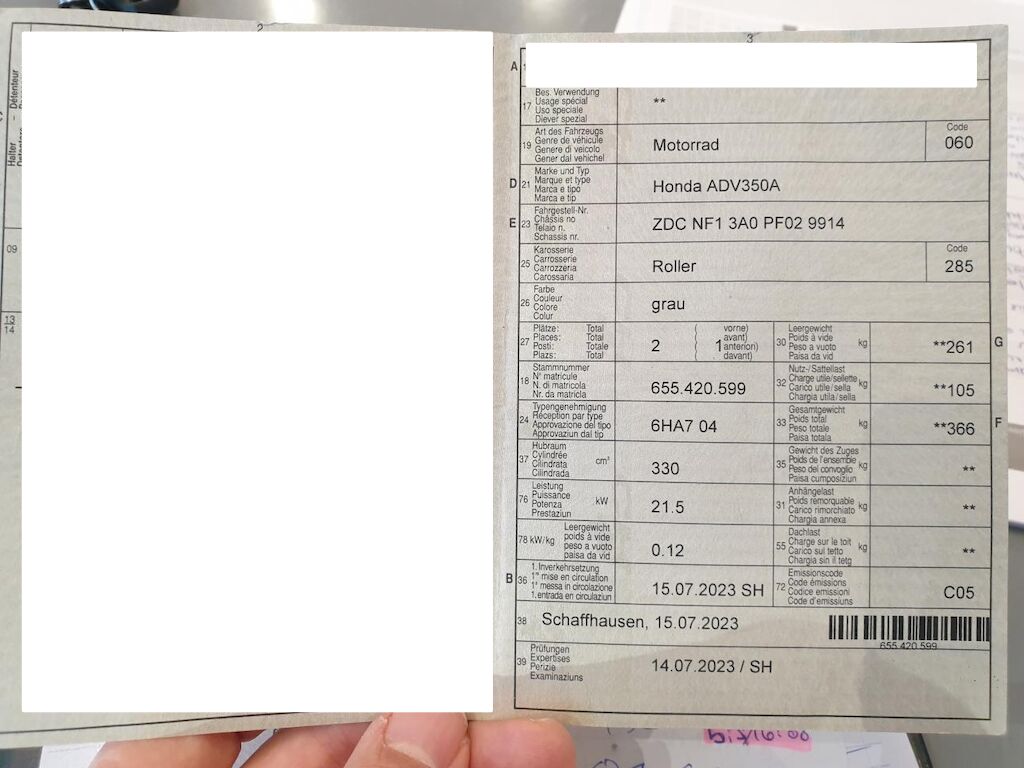 2
3
Halter - Détenteur
09
13
14
A
17 Bes. Verwendung
Usage spécial
Uso speciale
Diever spezial
**
19 Art des Fahrzeugs
Genre de véhicule
Genere di veicolo
Gener dal vehichel
Motorrad
Code
060
D 21 Marke und Typ
Marque et type
Marca e tipo
Marca e tip
Honda ADV350A
E 23 Fahrgestell-Nr.
Châssis no
Telaio n.
Schassis nr.
ZDC NF1 3A0 PF02 9914
25 Karosserie
Carrosserie
Carrozzeria
Carossaria
Roller
Code
285
26 Farbe
Couleur
Colore
Colur
grau
27 Plätze: Total
Places: Total
Posti: Totale
Plazs: Total
2
( vorne)
avant)
( 1 anterion)
davant)
30 Leergewicht
Poids à vide
Peso a vuoto
Paisa da vid
kg
**261
G
18 Stammnummer
N° matricule
N. di matricola
Nr. da matricla
655.420.599
32 Nutz-/Sattellast
Charge utile/sellette
Carico utile/sella
Chargia utila/sella
kg
**105
24 Typengenehmigung
Réception par type
Approvazione del tipo
Approvaziun dal tip
6HA7 04
33 Gesamtgewicht
Poids total
Peso totale
Paisa totala
kg
**366
F
37 Hubraum
Cylindrée
Cilindrata
Cilindrada
cm³
330
35 Gewicht des Zuges
Poids de l'ensemble
Peso del convoglio
Paisa cumposiziun
kg
**
76 Leistung
Puissance
Potenza
Prestaziun
kW
21.5
31 Anhängelast
Poids remorquable
Carico rimorchiato
Chargia annexa
kg
**
78 kW/kg
Leergewicht
poids à vide
peso a vuoto
paisa da vid
0.12
55 Dachlast
Charge sur le toit
Carico sul tetto
Chargia sin il tetg
kg
**
B 36 1. Inverkehrsetzung
1re mise en circulation
1a messa in circolazione
1. entrada en circulaziun
15.07.2023 SH
72 Emissionscode
Code émissions
Codice emissioni
Code d'emissiuns
C05
38 Schaffhausen, 15.07.2023
655 420 599
39 Prüfungen
Expertises
Perizie
Examinaziuns
14.07.2023 / SH